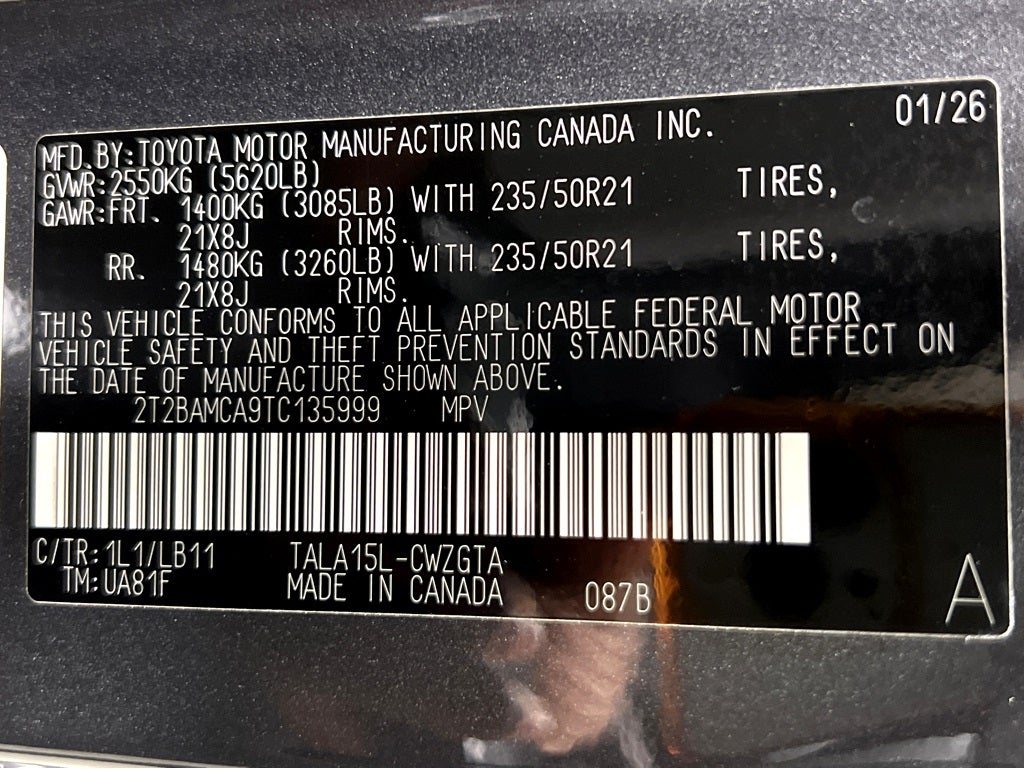 01/26
MFD.BY:TOYOTA MOTOR MANUFACTURING CANADA INC.
GVWR:2550KG (5620LB)
GAWR:FRT. 1400KG (3085LB) WITH 235/50R21 TIRES,
21X8J RIMS.
RR. 1480KG (3260LB) WITH 235/50R21 TIRES,
21X8J RIMS.
THIS VEHICLE CONFORMS TO ALL APPLICABLE FEDERAL MOTOR
VEHICLE SAFETY AND THEFT PREVENTION STANDARDS IN EFFECT ON
THE DATE OF MANUFACTURE SHOWN ABOVE.
2T2BAMCA9TC135999 MPV
C/TR:1L1/LB11 TALA15L-CWZGTA
TM:UA81F MADE IN CANADA 087B A